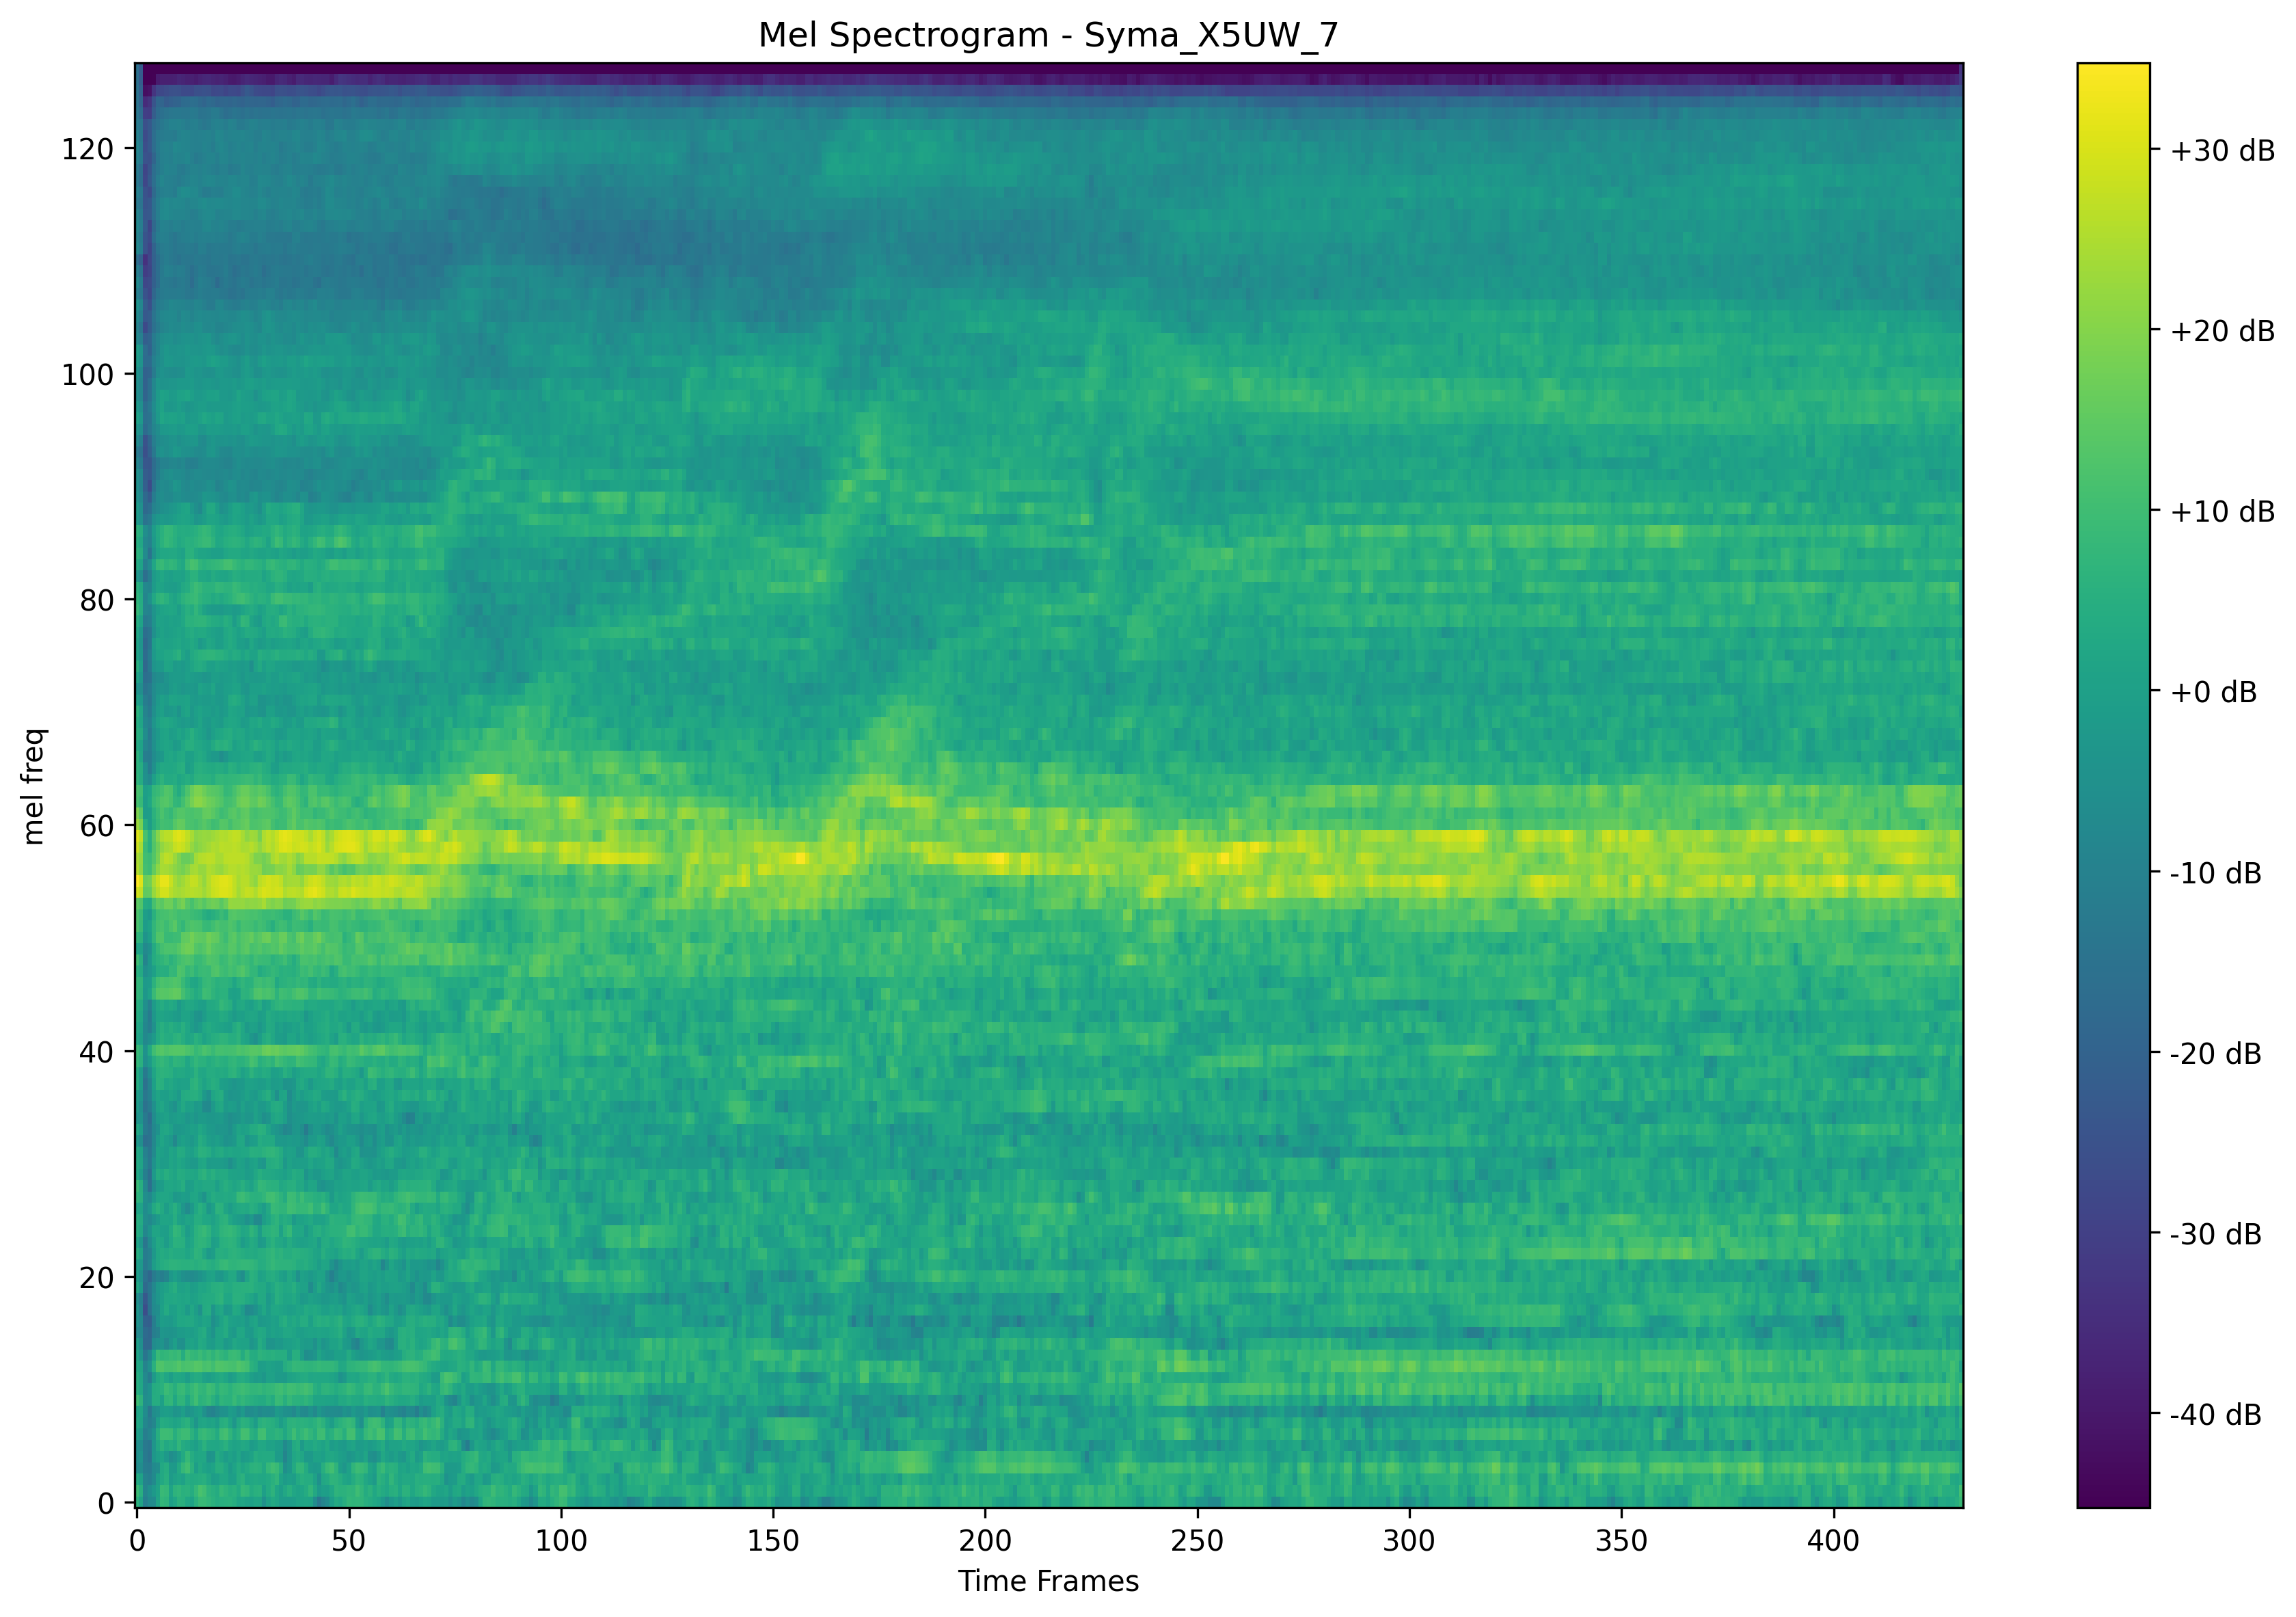 Mel Spectrogram - Syma_X5UW_7
mel freq
120
100
80
60
40
20
0
0 50 100 150 200 250 300 350 400
Time Frames
+30 dB
+20 dB
+10 dB
+0 dB
-10 dB
-20 dB
-30 dB
-40 dB